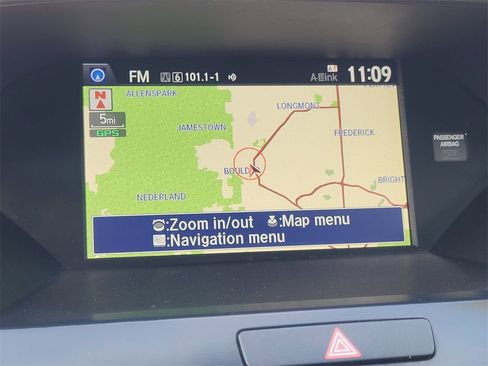 FM 6 101.1-1 A-Link 11:09
N
ALLENSPARK
5mi
GPS
LONGMONT
JAMESTOWN
FREDERICK
PASSENGER
AIRBAG
BRIGHT
NEDERLAND
:Zoom in/out :Map menu
:Navigation menu